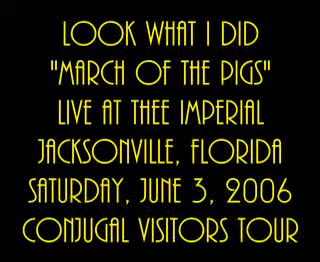 LOOK WHAT I DID
"MARCH OF THE PIGS"
LIVE AT THEE IMPERIAL
JACKSONVILLE, FLORIDA
SATURDAY, JUNE 3, 2006
CONJUGAL VISITORS TOUR